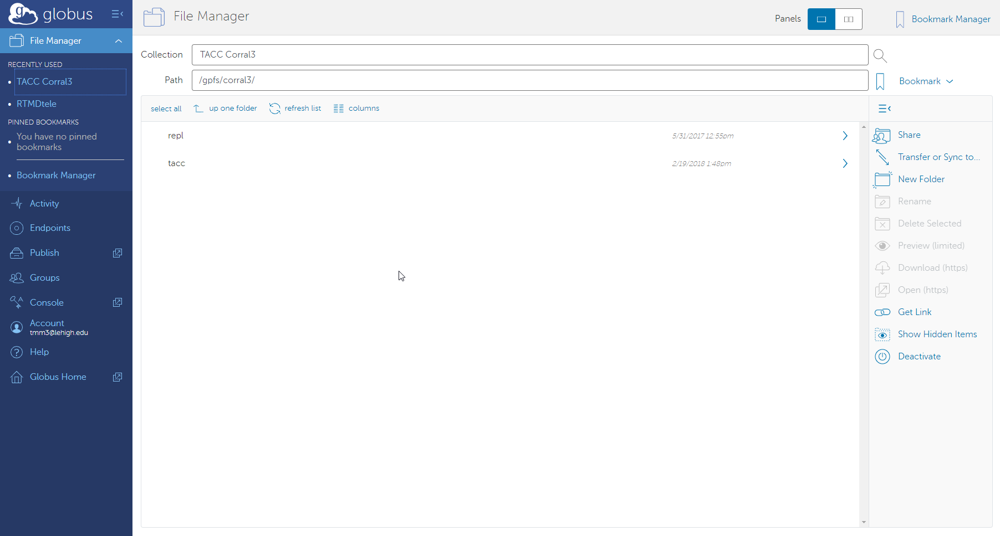 globus
File Manager
RECENTLY USED
TACC Corral3
RTMDtele
PINNED BOOKMARKS
You have no pinned
bookmarks
Bookmark Manager
Activity
Endpoints
Publish
Groups
Console
Account
tmm3@lehigh.edu
Help
Globus Home
File Manager
Panels
Bookmark Manager
Collection TACC Corral3
Path /gpfs/corral3/
Bookmark
select all up one folder refresh list columns
repl 5/31/2017 12:55pm
tacc 2/19/2018 1:48pm
Share
Transfer or Sync to...
New Folder
Rename
Delete Selected
Preview (limited)
Download (https)
Open (https)
Get Link
Show Hidden Items
Deactivate